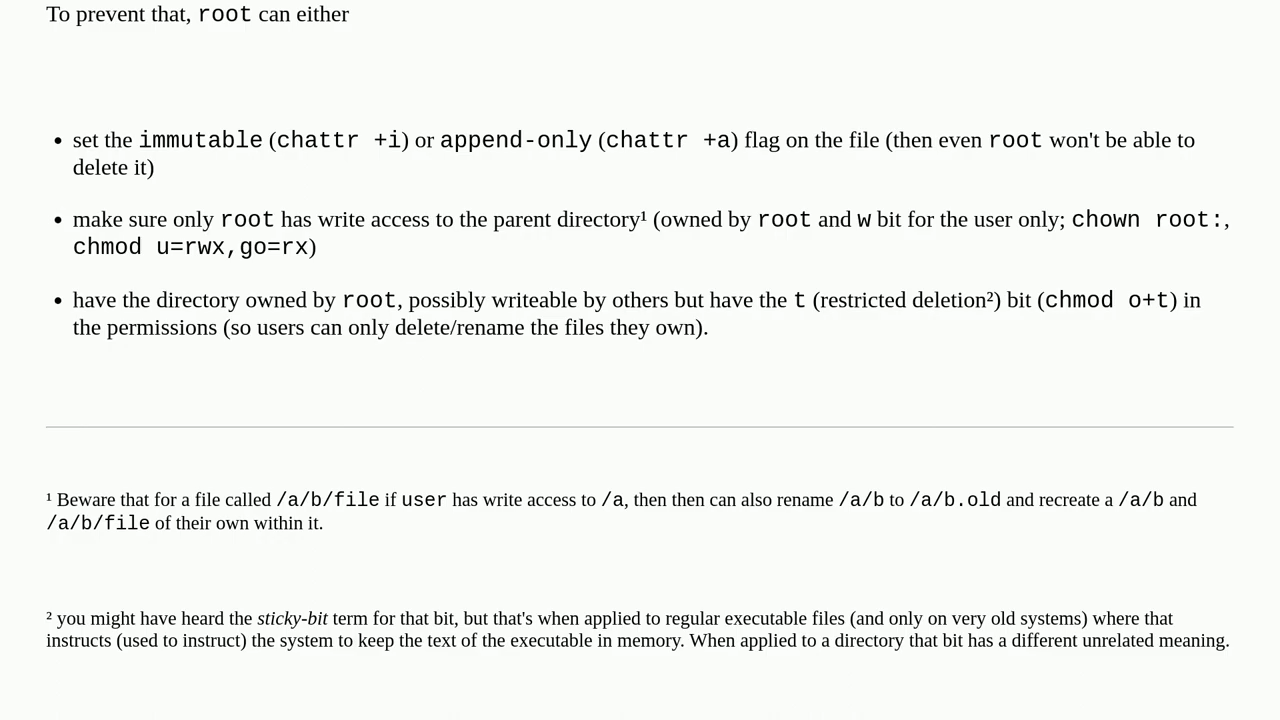 To prevent that, root can either
• set the immutable (chattr +i) or append-only (chattr +a) flag on the file (then even root won't be able to
delete it)
• make sure only root has write access to the parent directory¹ (owned by root and w bit for the user only; chown root:,
chmod u=rwx,go=rx)
• have the directory owned by root, possibly writeable by others but have the t (restricted deletion²) bit (chmod o+t) in
the permissions (so users can only delete/rename the files they own).
¹ Beware that for a file called /a/b/file if user has write access to /a, then then can also rename /a/b to /a/b.old and recreate a /a/b and
/a/b/file of their own within it.
² you might have heard the sticky-bit term for that bit, but that's when applied to regular executable files (and only on very old systems) where that
instructs (used to instruct) the system to keep the text of the executable in memory. When applied to a directory that bit has a different unrelated meaning.